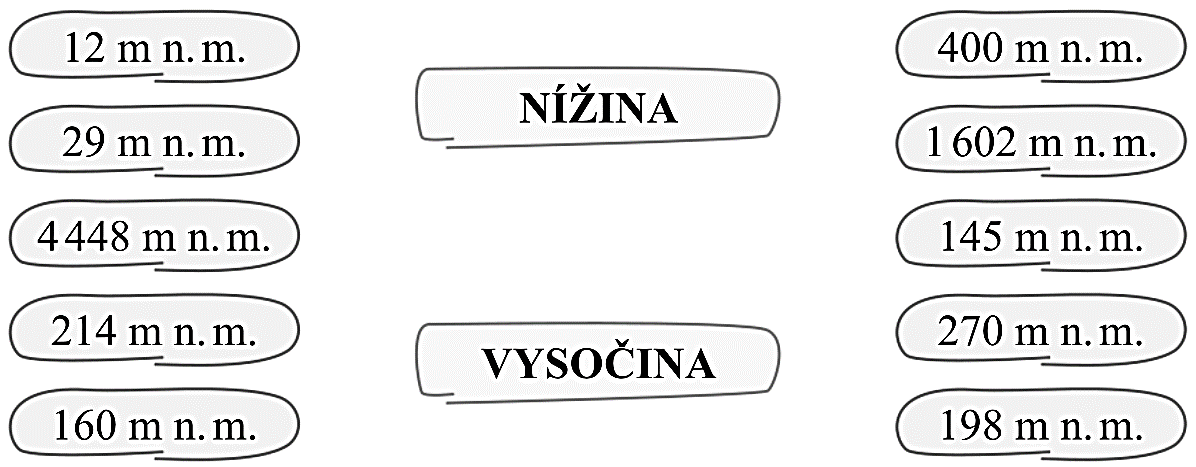 12 m n. m.
29 m n. m.
4 448 m n. m.
214 m n. m.
160 m n. m.
NÍŽINA
VYSOČINA
400 m n. m.
1 602 m n. m.
145 m n. m.
270 m n. m.
198 m n. m.